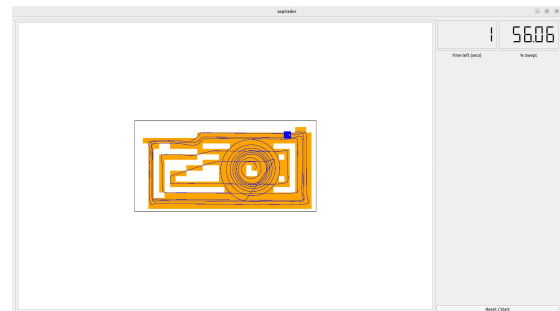 aspirador
1
56.06
Time left (secs)
% Swept
Reset / Start